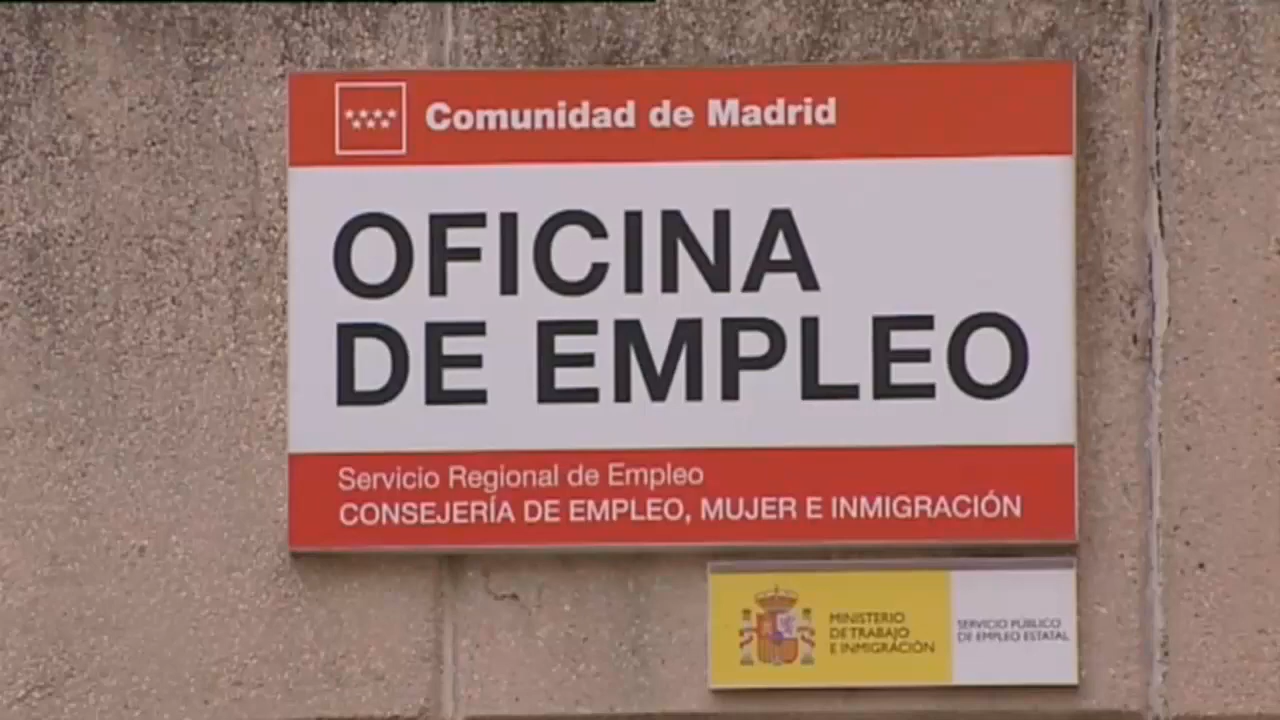 Comunidad de Madrid
OFICINA
DE EMPLEO
Servicio Regional de Empleo
CONSEJERÍA DE EMPLEO, MUJER E INMIGRACIÓN
MINISTERIO
DE TRABAJO
E INMIGRACIÓN
SERVICIO PÚBLICO
DE EMPLEO ESTATAL